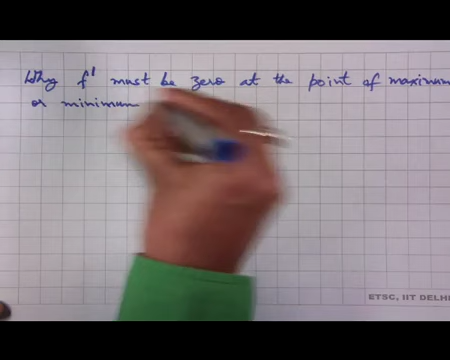 Why f' must be zero at the point of maximum
or minimum
ETSC, IIT DELHI